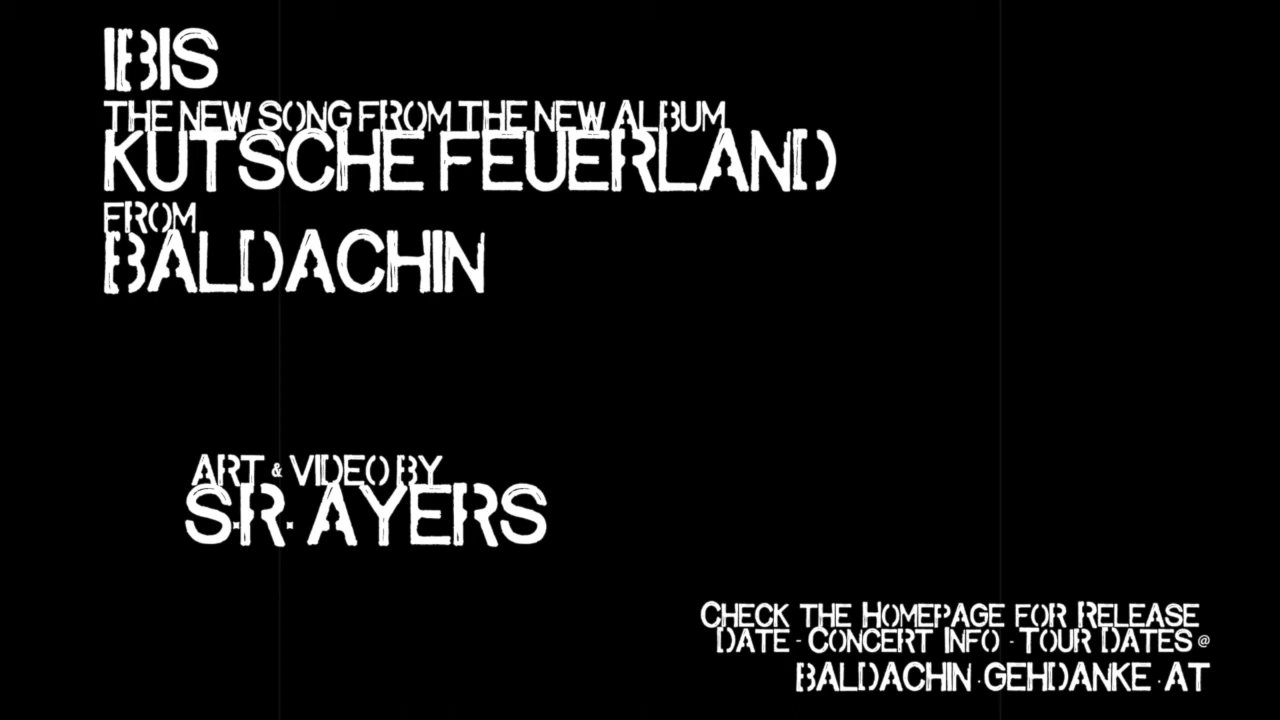 IBIS
THE NEW SONG FROM THE NEW ALBUM
KUTSCHE FEUERLAND
FROM
BALDACHIN
ART & VIDEO BY
S.R. AYERS
CHECK THE HOMEPAGE FOR RELEASE
DATE - CONCERT INFO - TOUR DATES @
BALDACHIN.GEHDANKE.AT